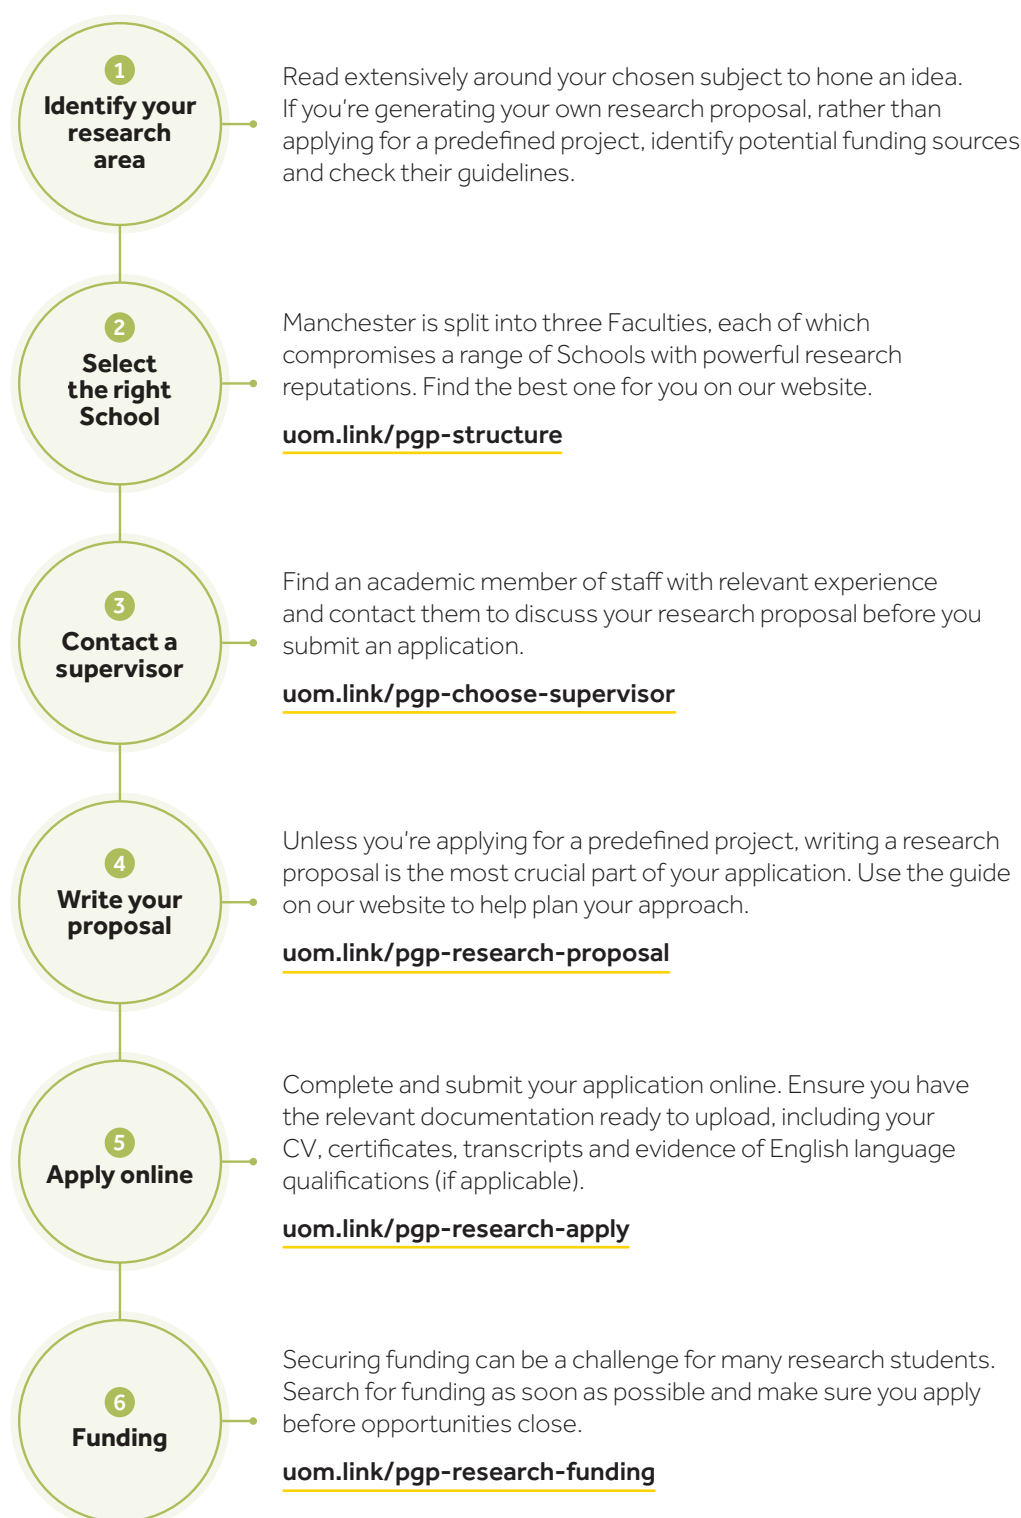 1
Identify your
research
area
Read extensively around your chosen subject to hone an idea.
If you're generating your own research proposal, rather than
applying for a predefined project, identify potential funding sources
and check their guidelines.
2
Select
the right
School
Manchester is split into three Faculties, each of which
compromises a range of Schools with powerful research
reputations. Find the best one for you on our website.
uom.link/pgp-structure
3
Contact a
supervisor
Find an academic member of staff with relevant experience
and contact them to discuss your research proposal before you
submit an application.
uom.link/pgp-choose-supervisor
4
Write your
proposal
Unless you're applying for a predefined project, writing a research
proposal is the most crucial part of your application. Use the guide
on our website to help plan your approach.
uom.link/pgp-research-proposal
5
Apply online
Complete and submit your application online. Ensure you have
the relevant documentation ready to upload, including your
CV, certificates, transcripts and evidence of English language
qualifications (if applicable).
uom.link/pgp-research-apply
6
Funding
Securing funding can be a challenge for many research students.
Search for funding as soon as possible and make sure you apply
before opportunities close.
uom.link/pgp-research-funding